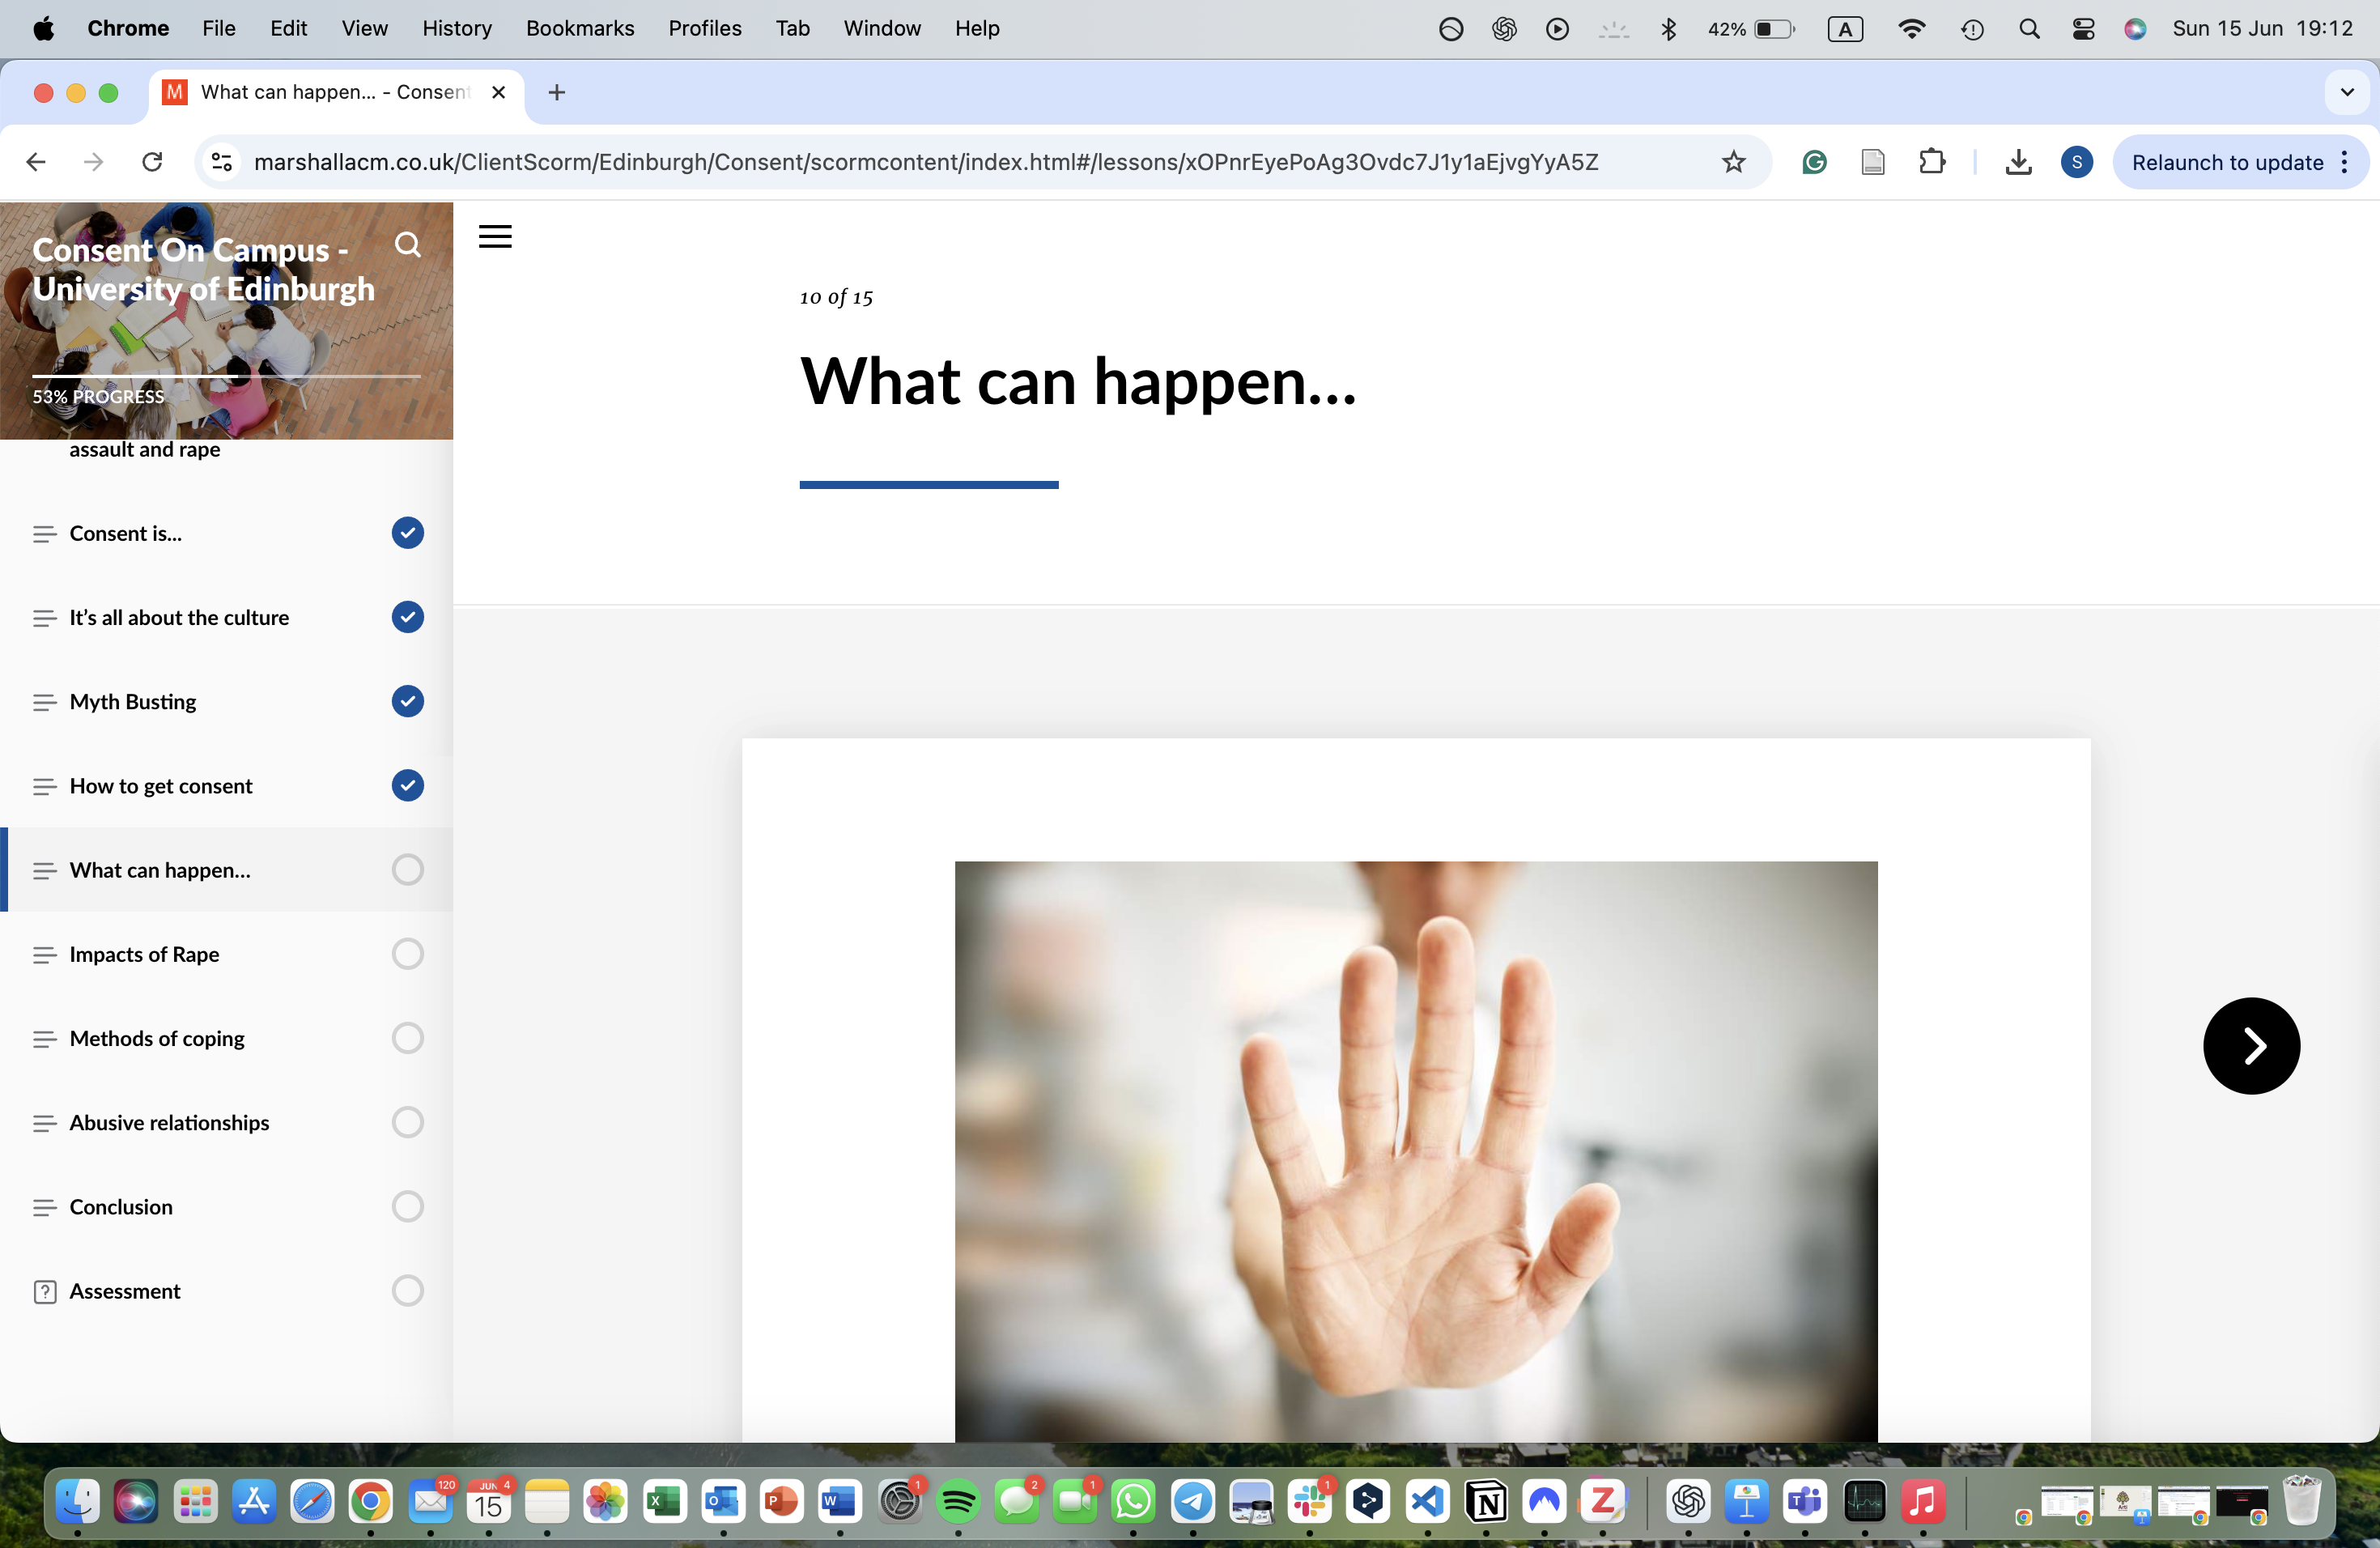 Chrome File Edit View History Bookmarks Profiles Tab Window Help 42% A Sun 15 Jun 19:12
M What can happen... - Consent
marshallacm.co.uk/ClientScorm/Edinburgh/Consent/scormcontent/index.html#/lessons/xOPnrEyePoAg3Ovdc7J1y1aEjvgYyA5Z S Relaunch to update
Consent On Campus -
University of Edinburgh
53% PROGRESS
assault and rape
Consent is...
It's all about the culture
Myth Busting
How to get consent
What can happen...
Impacts of Rape
Methods of coping
Abusive relationships
Conclusion
? Assessment
10 of 15
What can happen...
120 JUN 4 1 2 1 1
15 X O P W N Z T